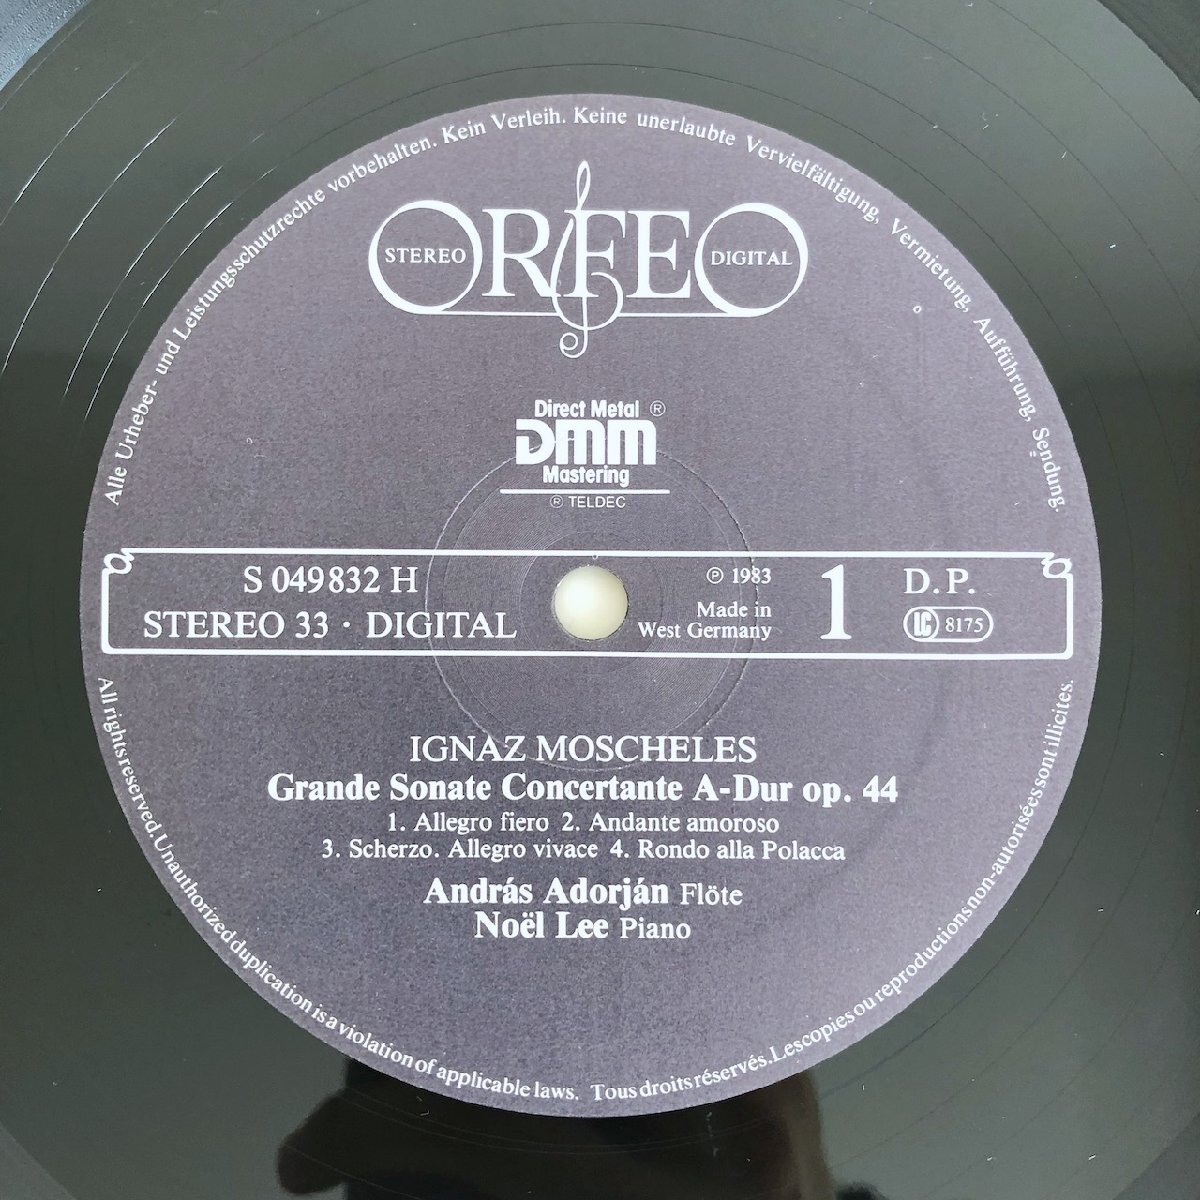 Alle Urheber- und Leistungsschutzrechte vorbehalten. Kein Verleih. Keine unerlaubte Vervielfältigung, Vermietung, Aufführung, Sendung.
ORFEO
STEREO
DIGITAL
Direct Metal ®
DMM
Mastering
℗ TELDEC
S 049832 H
STEREO 33 · DIGITAL
℗ 1983
Made in
West Germany
1
D.P.
LC 8175
IGNAZ MOSCHELES
Grande Sonate Concertante A-Dur op. 44
1. Allegro fiero 2. Andante amoroso
3. Scherzo. Allegro vivace 4. Rondo alla Polacca
András Adorján Flöte
Noël Lee Piano
All rights reserved. Unauthorized duplication is a violation of applicable laws. Tous droits réservés. Les copies ou reproductions non-autorisées sont illicites.